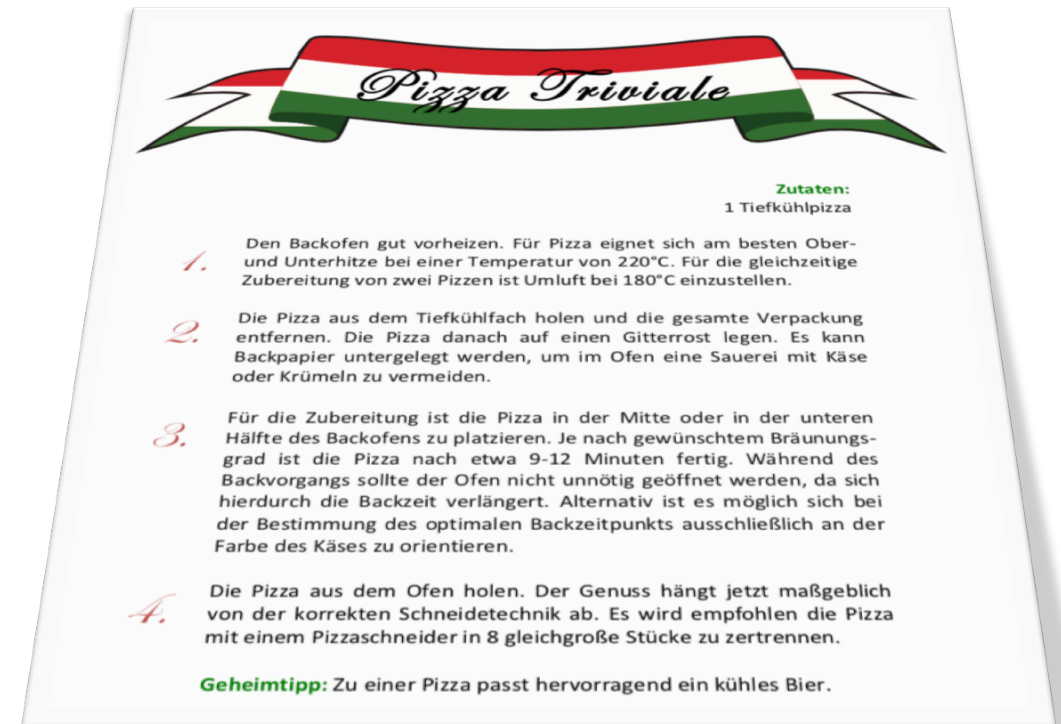 Pizza Triviale
Zutaten:
1 Tiefkühlpizza
1. Den Backofen gut vorheizen. Für Pizza eignet sich am besten Ober-
und Unterhitze bei einer Temperatur von 220°C. Für die gleichzeitige
Zubereitung von zwei Pizzen ist Umluft bei 180°C einzustellen.
2. Die Pizza aus dem Tiefkühlfach holen und die gesamte Verpackung
entfernen. Die Pizza danach auf einen Gitterrost legen. Es kann
Backpapier untergelegt werden, um im Ofen eine Sauerei mit Käse
oder Krümeln zu vermeiden.
3. Für die Zubereitung ist die Pizza in der Mitte oder in der unteren
Hälfte des Backofens zu platzieren. Je nach gewünschtem Bräunungs-
grad ist die Pizza nach etwa 9-12 Minuten fertig. Während des
Backvorgangs sollte der Ofen nicht unnötig geöffnet werden, da sich
hierdurch die Backzeit verlängert. Alternativ ist es möglich sich bei
der Bestimmung des optimalen Backzeitpunkts ausschließlich an der
Farbe des Käses zu orientieren.
4. Die Pizza aus dem Ofen holen. Der Genuss hängt jetzt maßgeblich
von der korrekten Schneidetechnik ab. Es wird empfohlen die Pizza
mit einem Pizzaschneider in 8 gleichgroße Stücke zu zertrennen.
Geheimtipp: Zu einer Pizza passt hervorragend ein kühles Bier.